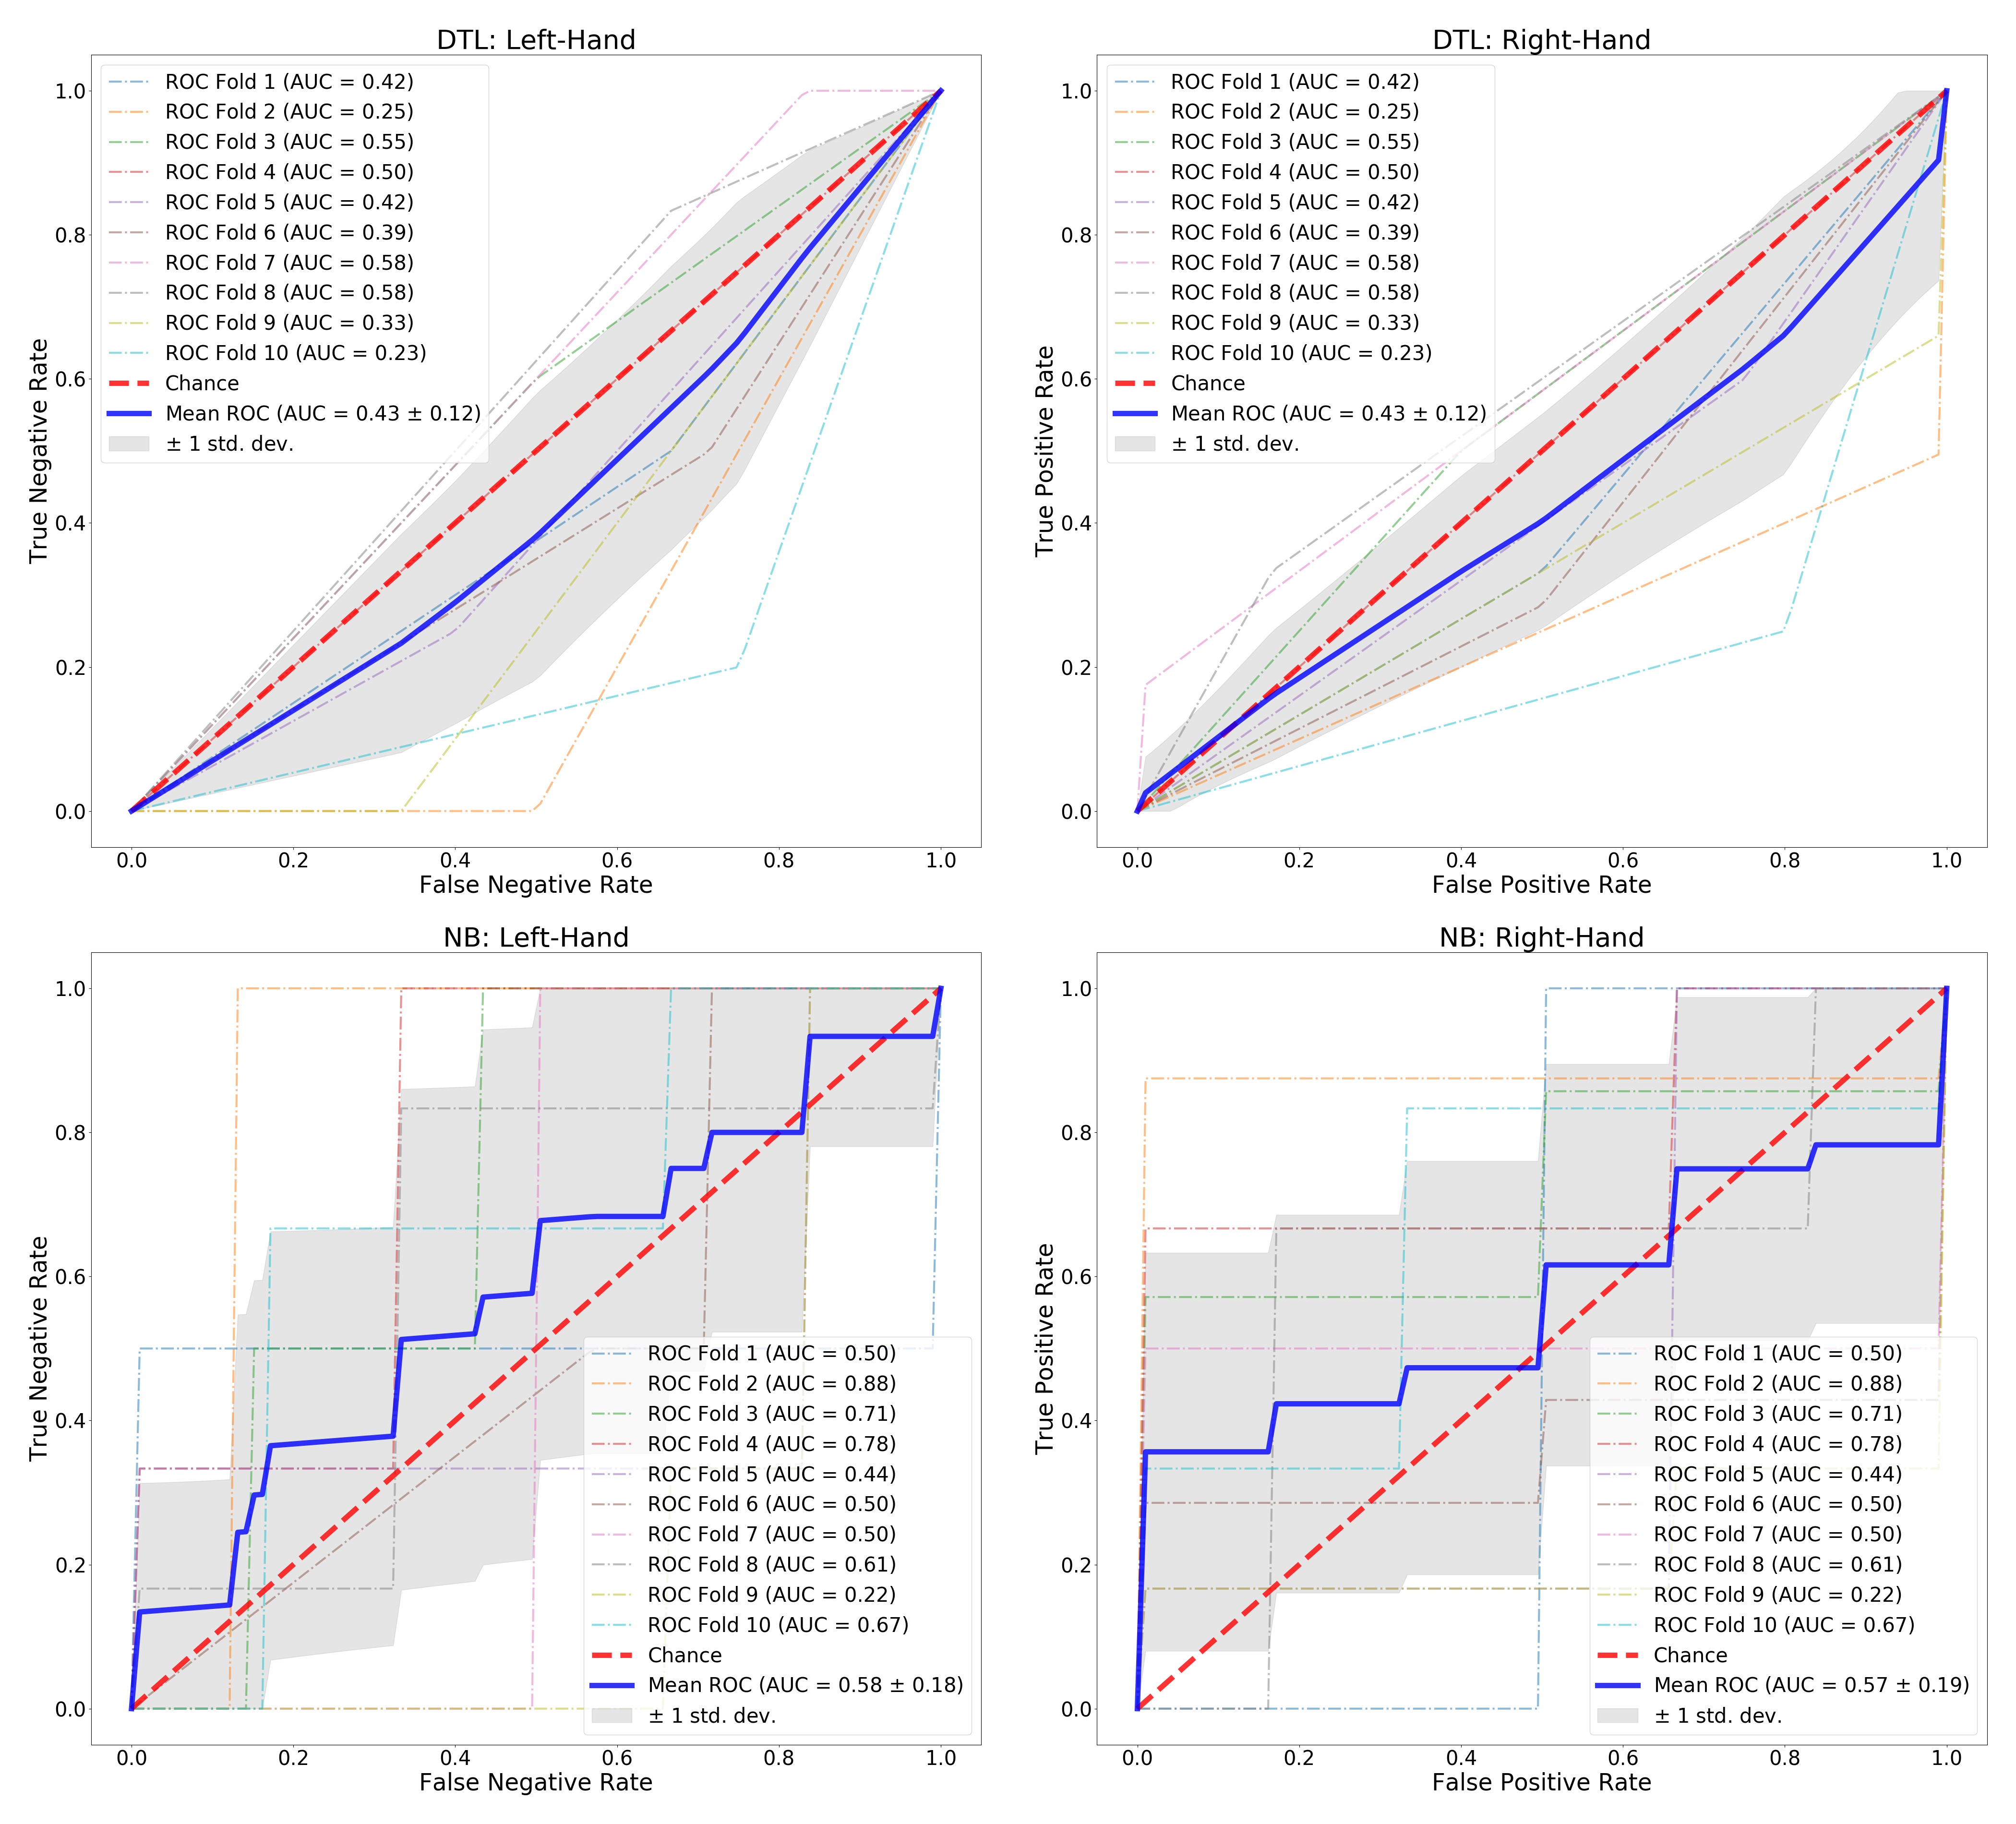 DTL: Left-Hand
ROC Fold 1 (AUC = 0.42)
ROC Fold 2 (AUC = 0.25)
ROC Fold 3 (AUC = 0.55)
ROC Fold 4 (AUC = 0.50)
ROC Fold 5 (AUC = 0.42)
ROC Fold 6 (AUC = 0.39)
ROC Fold 7 (AUC = 0.58)
ROC Fold 8 (AUC = 0.58)
ROC Fold 9 (AUC = 0.33)
ROC Fold 10 (AUC = 0.23)
Chance
Mean ROC (AUC = 0.43 ± 0.12)
± 1 std. dev.
True Negative Rate
1.0
0.8
0.6
0.4
0.2
0.0
0.0 0.2 0.4 0.6 0.8 1.0
False Negative Rate
DTL: Right-Hand
ROC Fold 1 (AUC = 0.42)
ROC Fold 2 (AUC = 0.25)
ROC Fold 3 (AUC = 0.55)
ROC Fold 4 (AUC = 0.50)
ROC Fold 5 (AUC = 0.42)
ROC Fold 6 (AUC = 0.39)
ROC Fold 7 (AUC = 0.58)
ROC Fold 8 (AUC = 0.58)
ROC Fold 9 (AUC = 0.33)
ROC Fold 10 (AUC = 0.23)
Chance
Mean ROC (AUC = 0.43 ± 0.12)
± 1 std. dev.
True Positive Rate
1.0
0.8
0.6
0.4
0.2
0.0
0.0 0.2 0.4 0.6 0.8 1.0
False Positive Rate
NB: Left-Hand
True Negative Rate
1.0
0.8
0.6
0.4
0.2
0.0
ROC Fold 1 (AUC = 0.50)
ROC Fold 2 (AUC = 0.88)
ROC Fold 3 (AUC = 0.71)
ROC Fold 4 (AUC = 0.78)
ROC Fold 5 (AUC = 0.44)
ROC Fold 6 (AUC = 0.50)
ROC Fold 7 (AUC = 0.50)
ROC Fold 8 (AUC = 0.61)
ROC Fold 9 (AUC = 0.22)
ROC Fold 10 (AUC = 0.67)
Chance
Mean ROC (AUC = 0.58 ± 0.18)
± 1 std. dev.
0.0 0.2 0.4 0.6 0.8 1.0
False Negative Rate
NB: Right-Hand
True Positive Rate
1.0
0.8
0.6
0.4
0.2
0.0
ROC Fold 1 (AUC = 0.50)
ROC Fold 2 (AUC = 0.88)
ROC Fold 3 (AUC = 0.71)
ROC Fold 4 (AUC = 0.78)
ROC Fold 5 (AUC = 0.44)
ROC Fold 6 (AUC = 0.50)
ROC Fold 7 (AUC = 0.50)
ROC Fold 8 (AUC = 0.61)
ROC Fold 9 (AUC = 0.22)
ROC Fold 10 (AUC = 0.67)
Chance
Mean ROC (AUC = 0.57 ± 0.19)
± 1 std. dev.
0.0 0.2 0.4 0.6 0.8 1.0
False Positive Rate